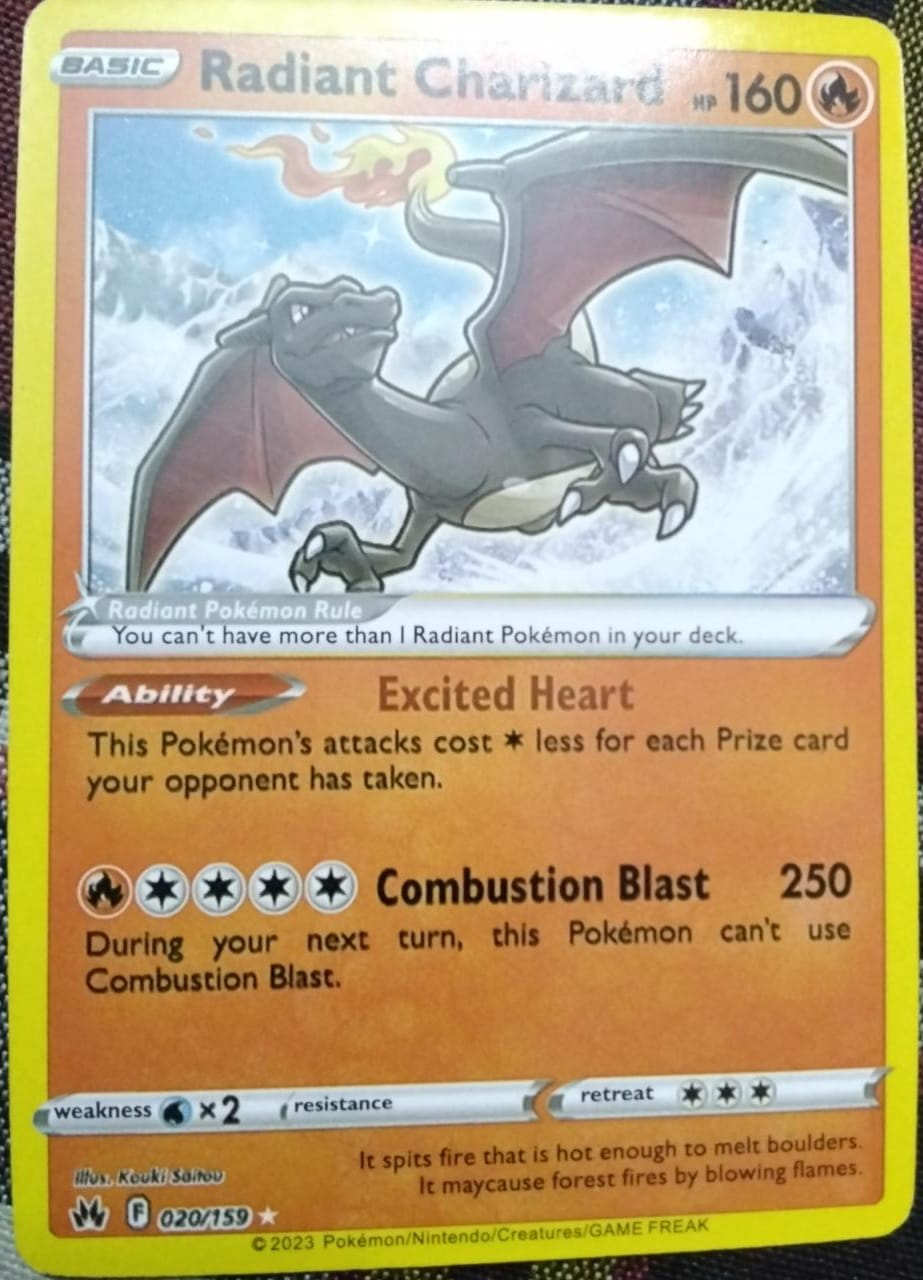 BASIC Radiant Charizard HP 160
Radiant Pokémon Rule
You can't have more than 1 Radiant Pokémon in your deck.
Ability Excited Heart
This Pokémon's attacks cost ✶ less for each Prize card
your opponent has taken.
Combustion Blast 250
During your next turn, this Pokémon can't use
Combustion Blast.
weakness ×2 resistance retreat
It spits fire that is hot enough to melt boulders.
It maycause forest fires by blowing flames.
Illus. Kouki Saitou
F 020/159 ★
©2023 Pokémon/Nintendo/Creatures/GAME FREAK